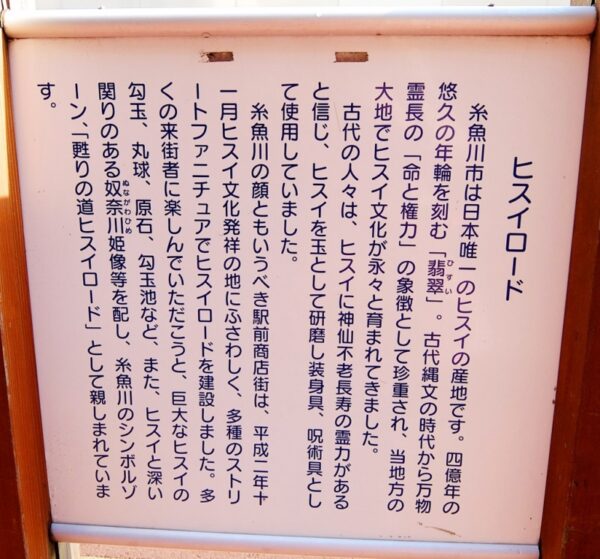 ヒスイロード
糸魚川市は日本唯一のヒスイの産地です。四億年の
悠久の年輪を刻む「翡翠」。古代縄文の時代から万物
ひすい
霊長の「命と権力」の象徴として珍重され、当地方の
大地でヒスイ文化が永々と育まれてきました。
古代の人々は、ヒスイに神仙不老長寿の霊力がある
と信じ、ヒスイを玉として研磨し装身具、呪術具とし
て使用していました。
糸魚川の顔ともいうべき駅前商店街は、平成二年十
一月ヒスイ文化発祥の地にふさわしく、多種のストリ
ートファニチュアでヒスイロードを建設しました。多
くの来街者に楽しんでいただこうと、巨大なヒスイの
勾玉、丸球、原石、勾玉池など、また、ヒスイと深い
関りのある奴奈川姫像等を配し、糸魚川のシンボルゾ
ぬながわひめ
ーン、「甦りの道ヒスイロード」として親しまれていま
す。